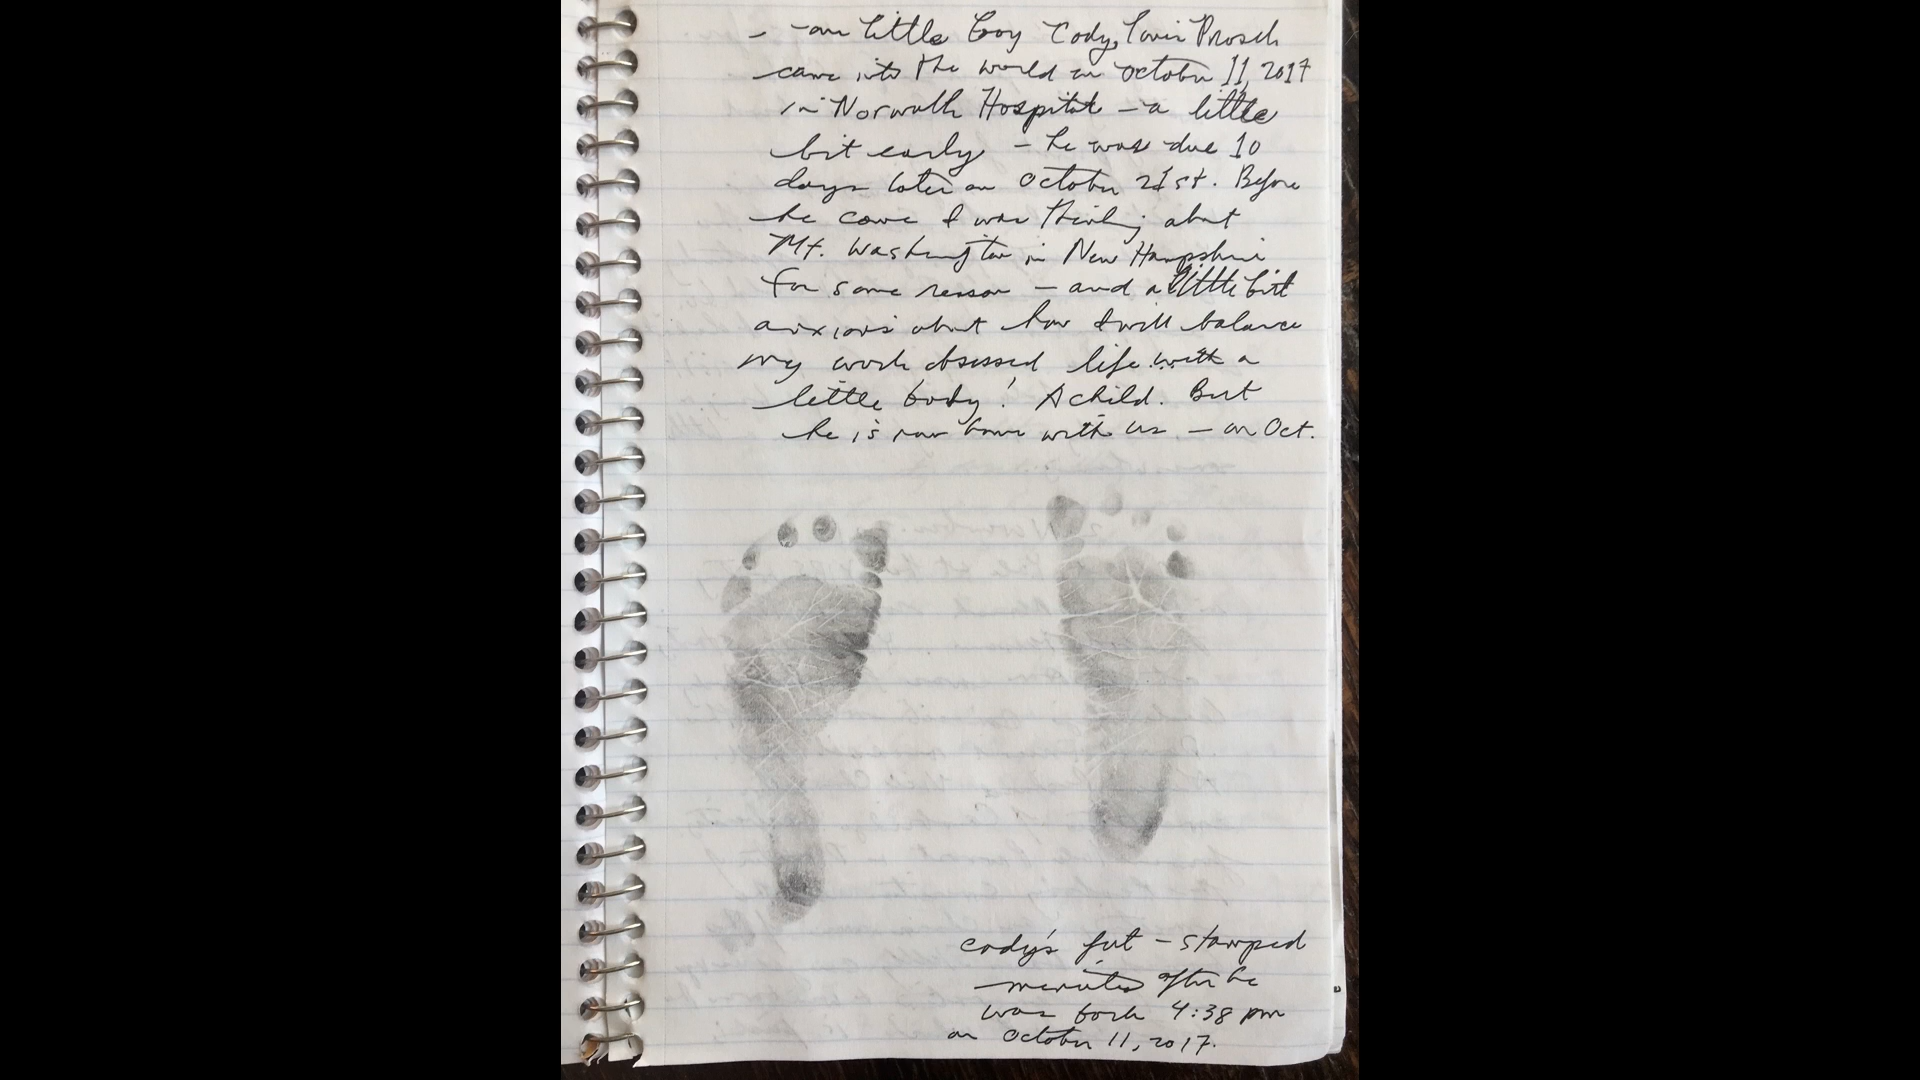 - our little boy Cody, Prosch
came into the world on October 11, 2017
in Norwalk Hospital - a little
bit early - he was due 10
days later on October 21st. Before
he came I was thinking about
Mt. Washington in New Hampshire
for some reason - and a little bit
anxious about how I will balance
my work obsessed life with a
little body! A child. But
he is now home with us - on Oct.
Cody's feet - stamped
minutes after he
was born 4:38 pm
on October 11, 2017.